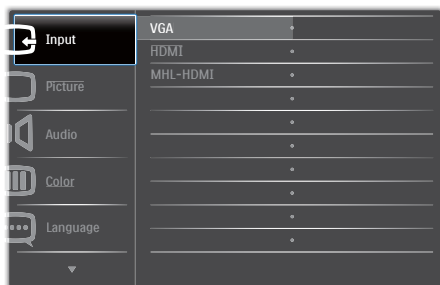 Input
Picture
Audio
Color
Language
VGA
HDMI
MHL-HDMI